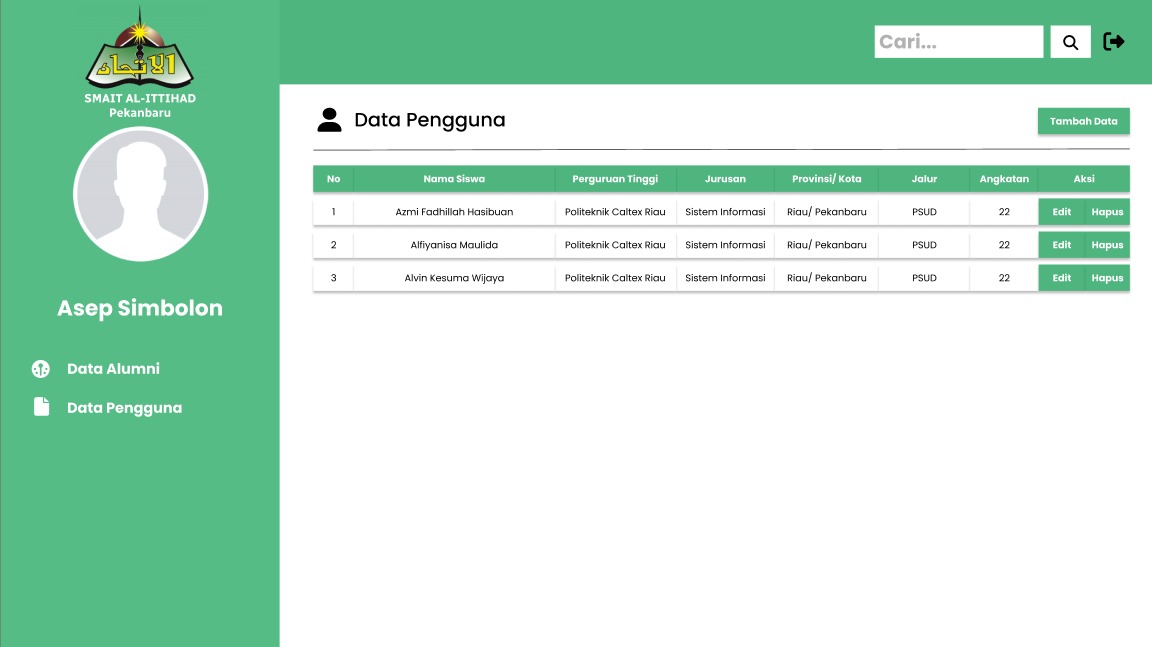 الاتحاد
SMAIT AL-ITTIHAD
Pekanbaru
Cari...
Asep Simbolon
Data Alumni
Data Pengguna
Data Pengguna
Tambah Data
No Nama Siswa Perguruan Tinggi Jurusan Provinsi/ Kota Jalur Angkatan Aksi
1 Azmi Fadhillah Hasibuan Politeknik Caltex Riau Sistem Informasi Riau/ Pekanbaru PSUD 22 Edit Hapus
2 Alfiyanisa Maulida Politeknik Caltex Riau Sistem Informasi Riau/ Pekanbaru PSUD 22 Edit Hapus
3 Alvin Kesuma Wijaya Politeknik Caltex Riau Sistem Informasi Riau/ Pekanbaru PSUD 22 Edit Hapus